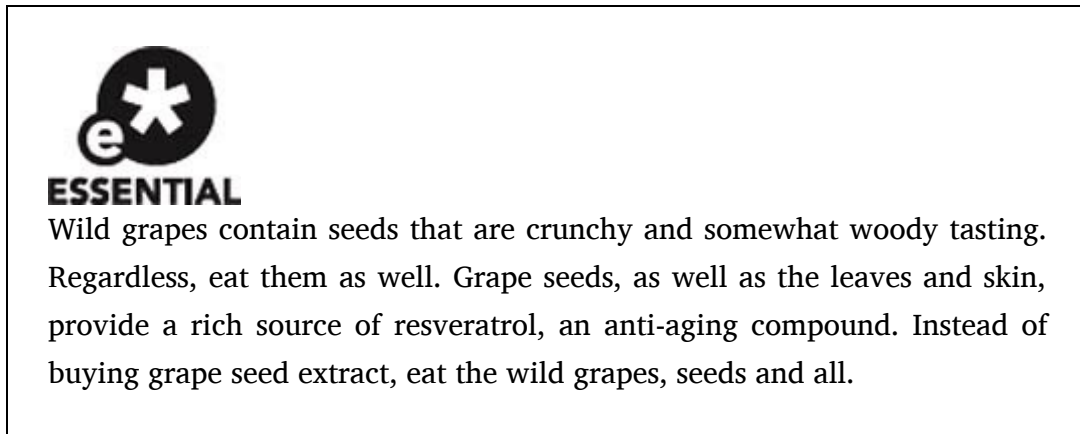 e*
ESSENTIAL
Wild grapes contain seeds that are crunchy and somewhat woody tasting.
Regardless, eat them as well. Grape seeds, as well as the leaves and skin,
provide a rich source of resveratrol, an anti-aging compound. Instead of
buying grape seed extract, eat the wild grapes, seeds and all.